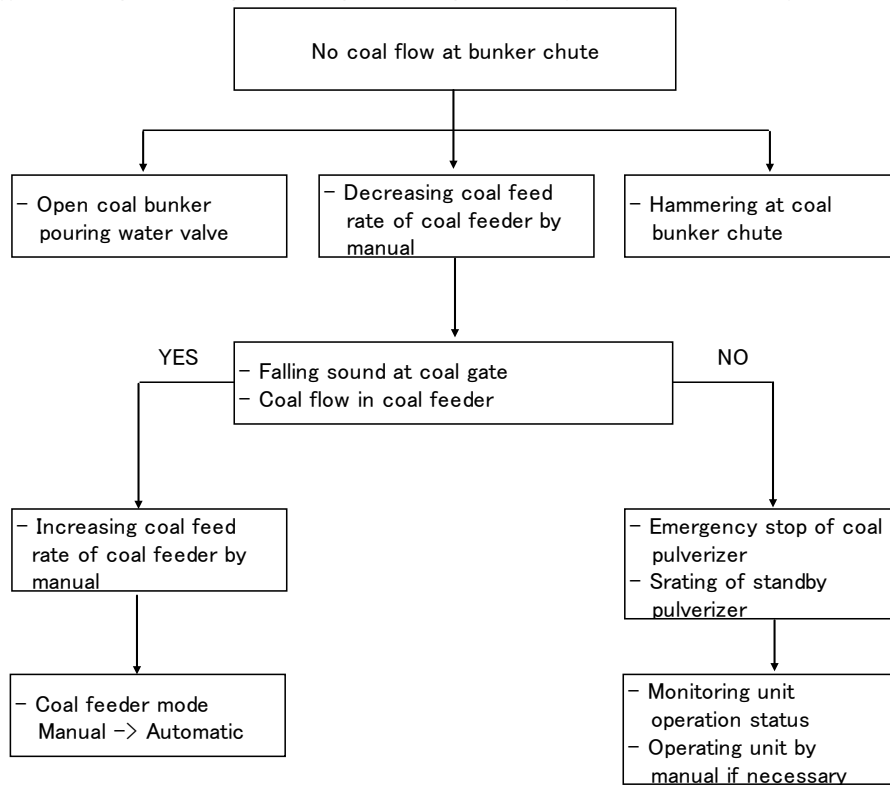 No coal flow at bunker chute
- Open coal bunker
pouring water valve
- Decreasing coal feed
rate of coal feeder by
manual
- Hammering at coal
bunker chute
YES
NO
- Falling sound at coal gate
- Coal flow in coal feeder
- Increasing coal feed
rate of coal feeder by
manual
- Emergency stop of coal
pulverizer
- Srating of standby
pulverizer
- Coal feeder mode
Manual -> Automatic
- Monitoring unit
operation status
- Operating unit by
manual if necessary